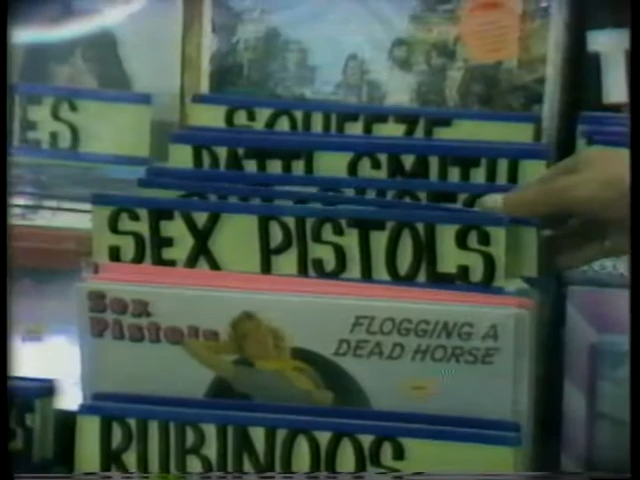 ES
SQUEEZE
PATTI SMITH
SEX PISTOLS
Sex
Pistols
FLOGGING A
DEAD HORSE
RUBINOOS